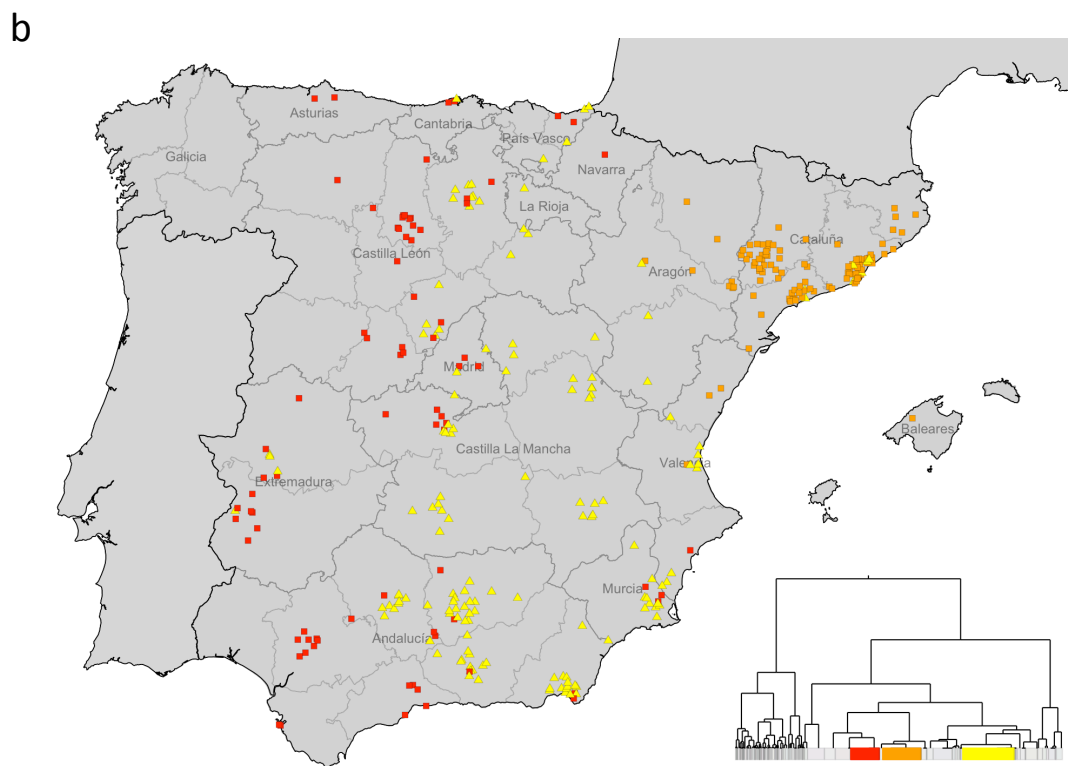 b
Asturias
Cantabria
País Vasco
Galicia
Navarra
La Rioja
Cataluña
Castilla León
Aragón
Madrid
Baleares
Castilla La Mancha
Valencia
Extremadura
Murcia
Andalucía